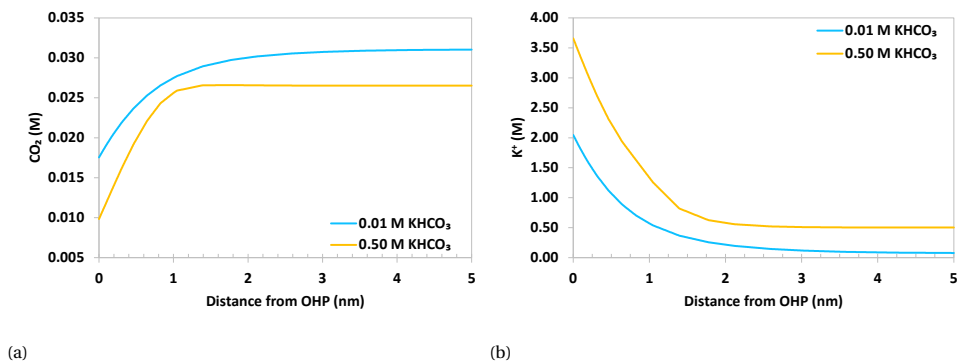 0.035
0.030
0.025
0.020
0.015
0.010
0.005
CO₂ (M)
0.01 M KHCO₃
0.50 M KHCO₃
0 1 2 3 4 5
Distance from OHP (nm)
(a)
4.00
3.50
3.00
2.50
2.00
1.50
1.00
0.50
0.00
K⁺ (M)
0.01 M KHCO₃
0.50 M KHCO₃
0 1 2 3 4 5
Distance from OHP (nm)
(b)